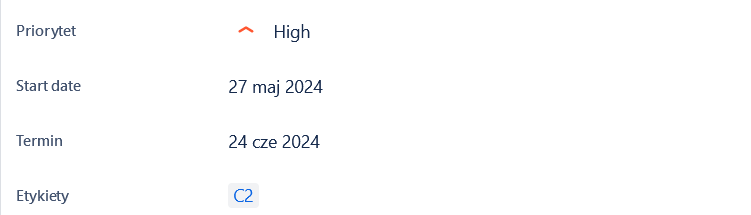 Priorytet High
Start date 27 maj 2024
Termin 24 cze 2024
Etykiety C2